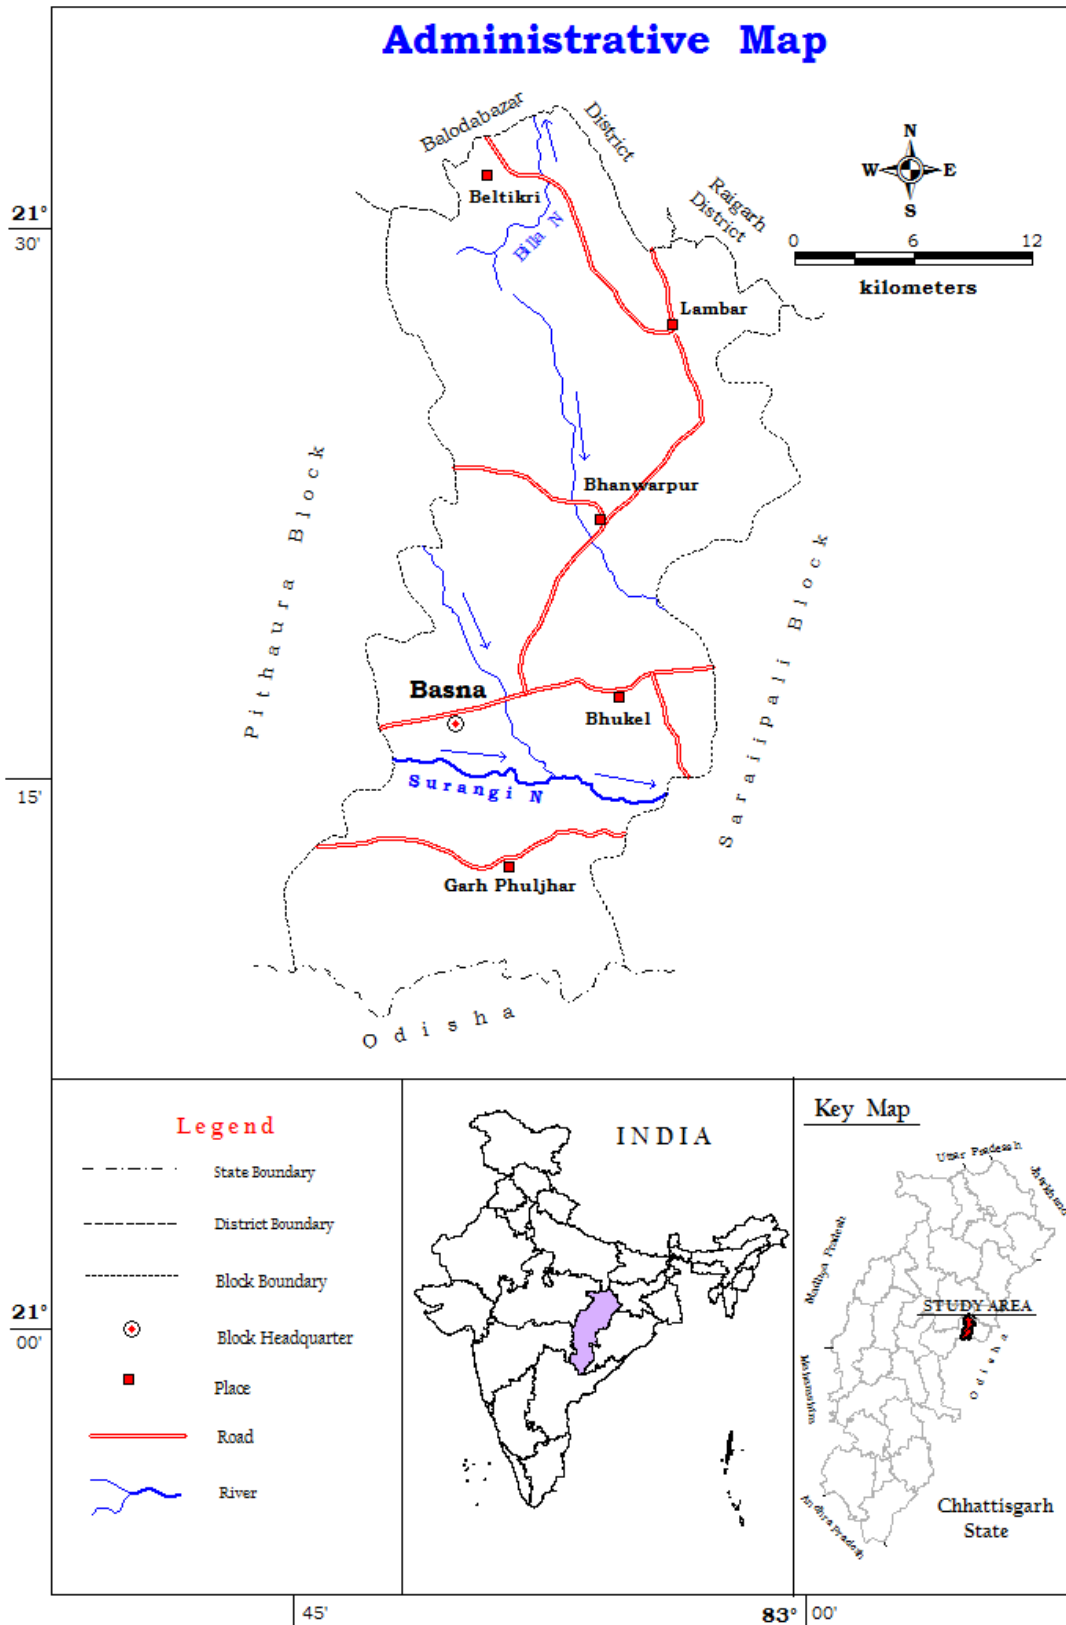 Administrative Map
Balodabazar
District
N
W E
S
Beltikri
Raigarh
District
21°
30'
Billa N
0 6 12
kilometers
Lambar
Pithaura Block
Bhanwarpur
Saraiipali Block
Basna
Bhukel
Surangi N
15'
Garh Phuljhar
Odisha
Legend
State Boundary
District Boundary
Block Boundary
Block Headquarter
Place
Road
River
INDIA
Key Map
Uttar Pradesh
Jharkhand
Madhya Pradesh
STUDY AREA
Odisha
Maharashtra
Andhra pradesh
Chhattisgarh
State
21°
00'
45'
83° 00'